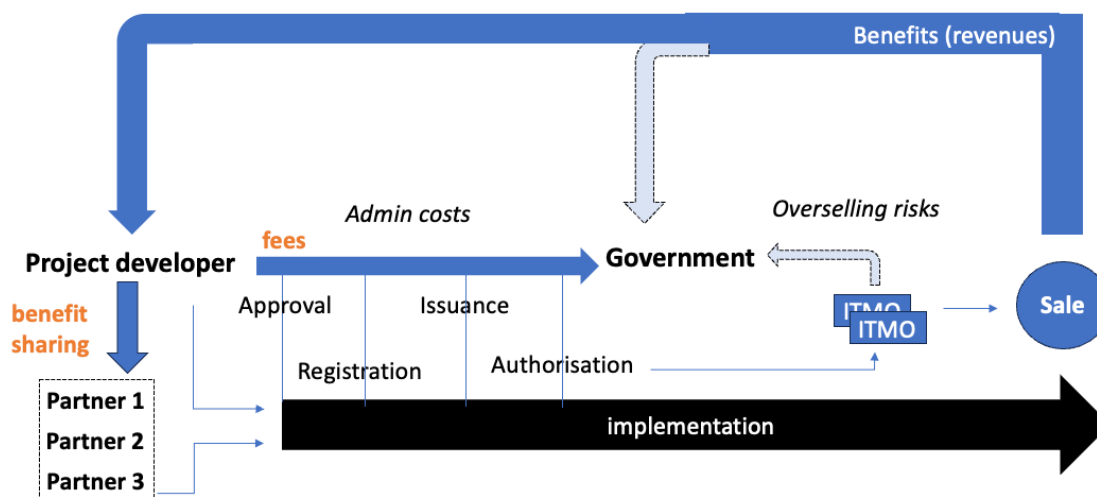 Benefits (revenues)
Admin costs
Overselling risks
fees
Project developer
Government
Approval
Issuance
benefit
sharing
ITMO
ITMO
Sale
Registration
Authorisation
Partner 1
Partner 2
Partner 3
implementation